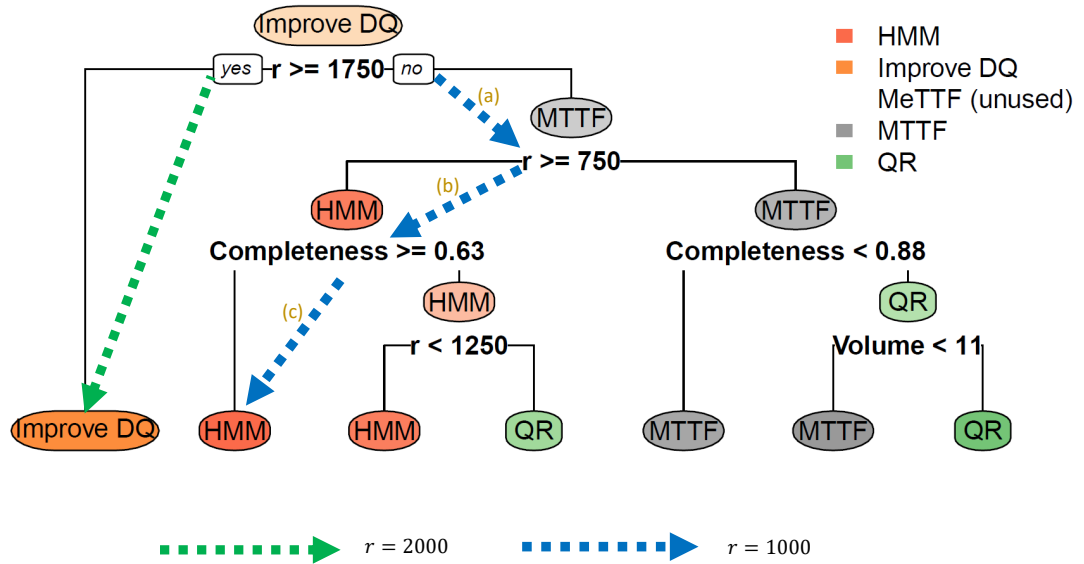 Improve DQ
yes r >= 1750 no
(a)
MTTF
r >= 750
(b)
HMM
MTTF
Completeness >= 0.63
Completeness < 0.88
(c)
HMM
QR
r < 1250
Volume < 11
Improve DQ
HMM
HMM
QR
MTTF
MTTF
QR
HMM
Improve DQ
MeTTF (unused)
MTTF
QR
r = 2000
r = 1000